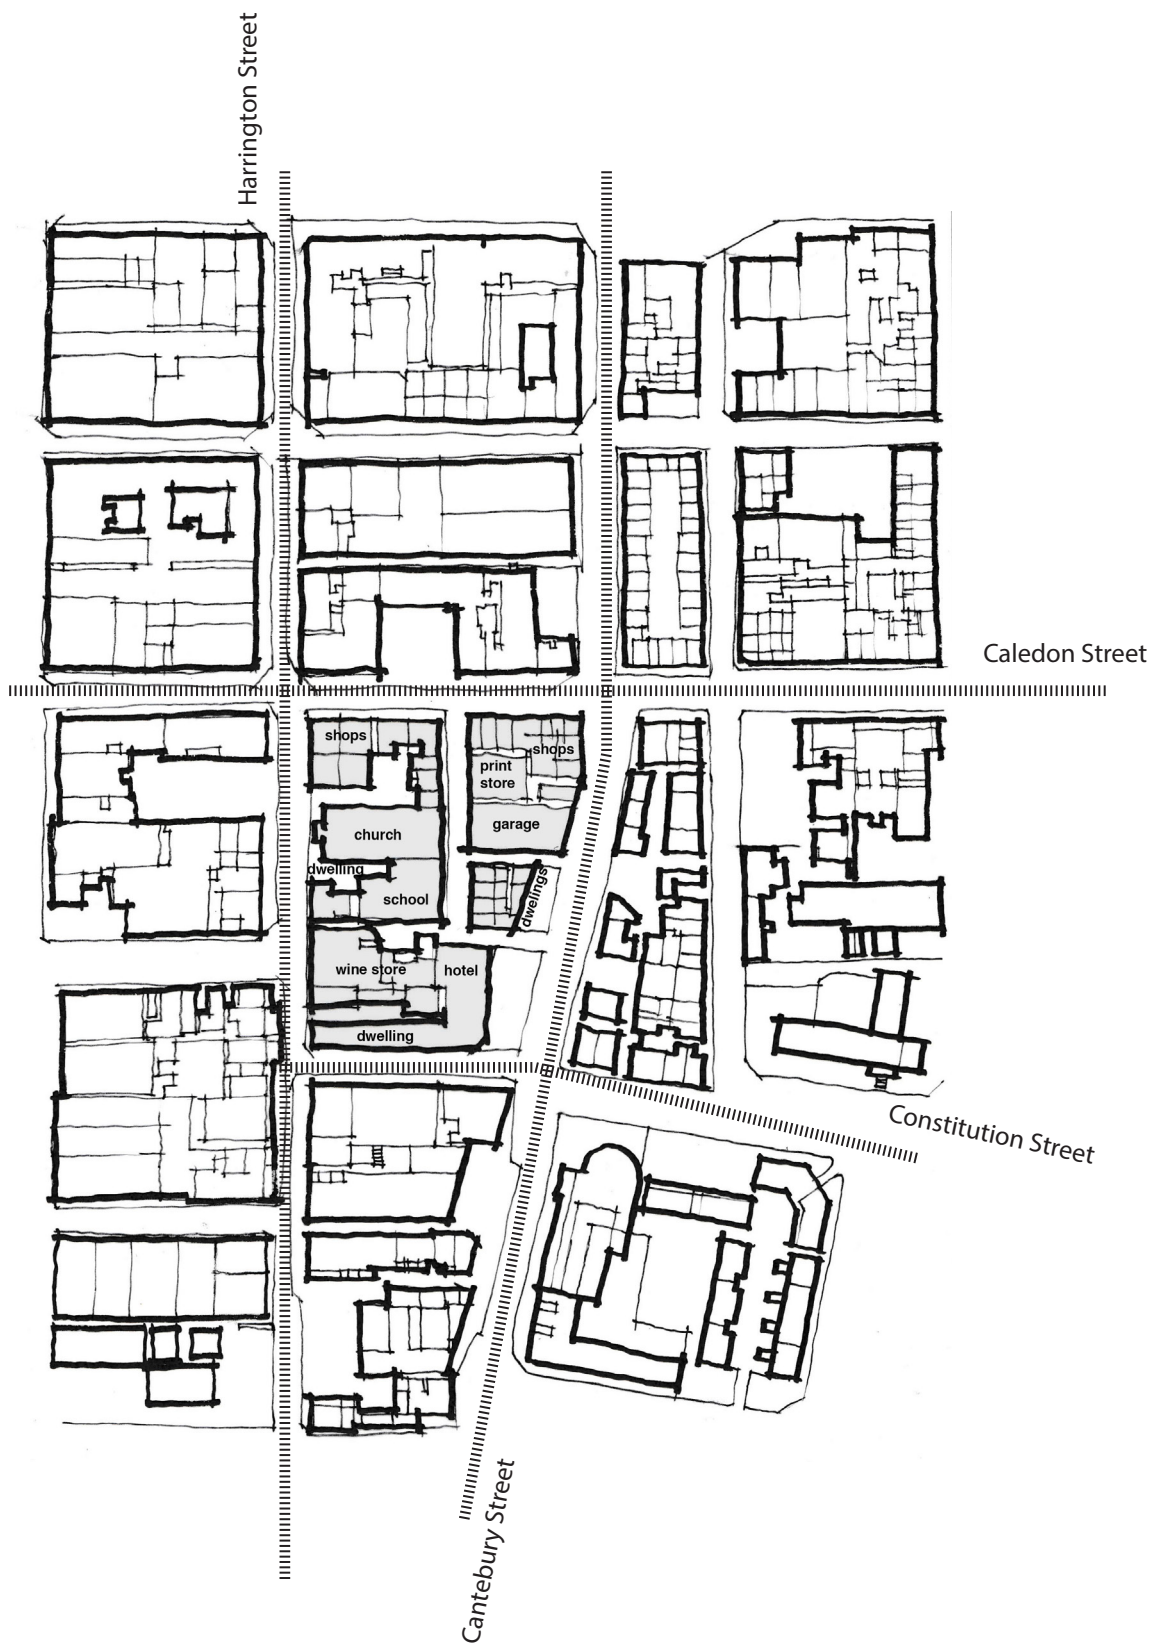 Harrington Street
Caledon Street
shops
shops
print
store
garage
church
dwelling
school
dwelings
wine store
hotel
dwelling
Constitution Street
Cantebury Street